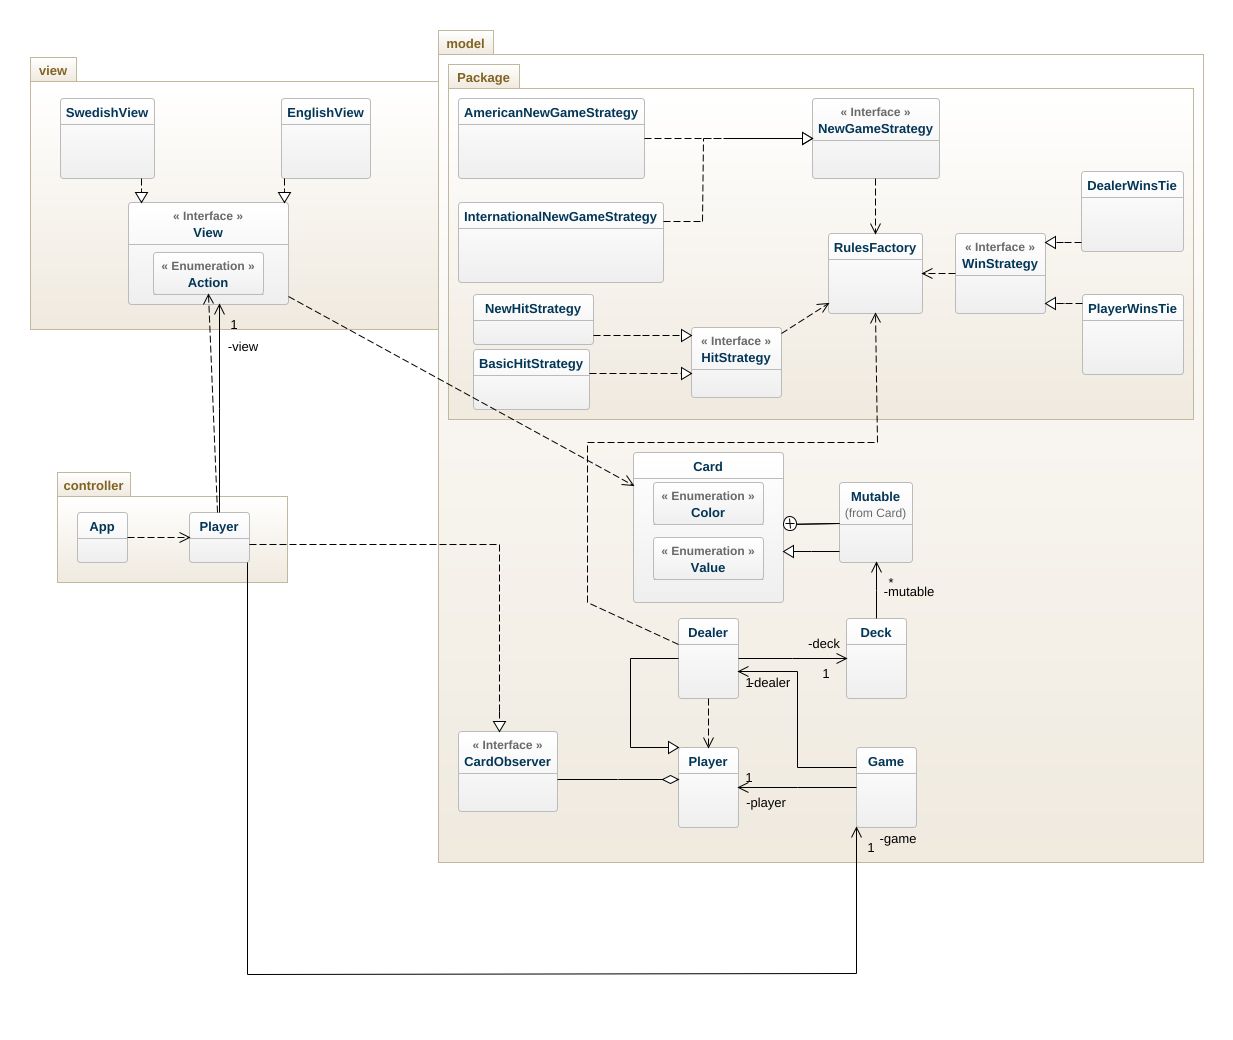 model
view
Package
SwedishView
EnglishView
AmericanNewGameStrategy
« Interface »
NewGameStrategy
DealerWinsTie
« Interface »
View
InternationalNewGameStrategy
RulesFactory
« Interface »
WinStrategy
« Enumeration »
Action
NewHitStrategy
PlayerWinsTie
1
-view
« Interface »
HitStrategy
BasicHitStrategy
Card
controller
« Enumeration »
Color
Mutable
(from Card)
App
Player
« Enumeration »
Value
*
-mutable
Dealer
Deck
-deck
1
1
-dealer
« Interface »
CardObserver
Player
Game
1
-player
-game
1